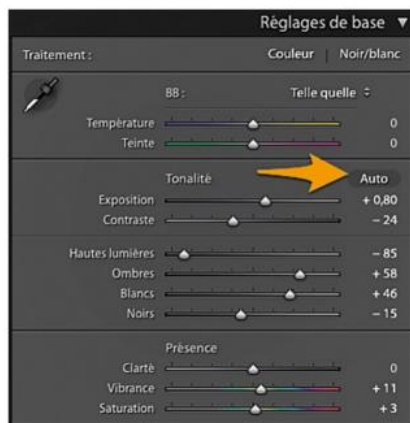 Réglages de base ▼
Traitement : Couleur | Noir/blanc
BB : Telle quelle
Tempèrature 0
Teinte 0
Tonalité Auto
Exposition + 0,80
Contraste – 24
Hautes lumières – 85
Ombres + 58
Blancs + 46
Noirs – 15
Présence
Clarté 0
Vibrance + 11
Saturation + 3